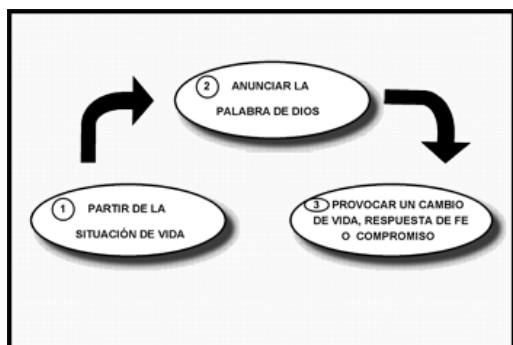 2 ANUNCIAR LA
PALABRA DE DIOS
1 PARTIR DE LA
SITUACIÓN DE VIDA
3 PROVOCAR UN CAMBIO
DE VIDA, RESPUESTA DE FE
O COMPROMISO